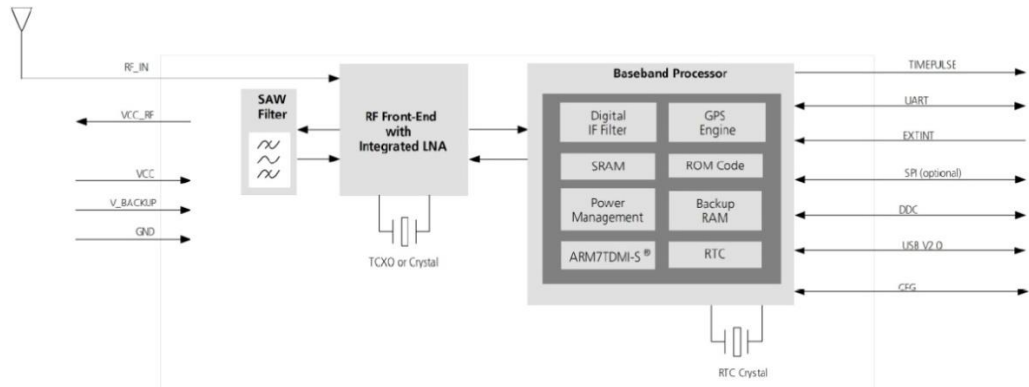 RF_IN
VCC_RF
VCC
V_BACKUP
GND
SAW
Filter
RF Front-End
with
Integrated LNA
TCXO or Crystal
Baseband Processor
Digital
IF Filter
GPS
Engine
SRAM
ROM Code
Power
Management
Backup
RAM
ARM7TDMI-S ®
RTC
RTC Crystal
TIMEPULSE
UART
EXTINT
SPI (optional)
DDC
USB V2.0
CFG